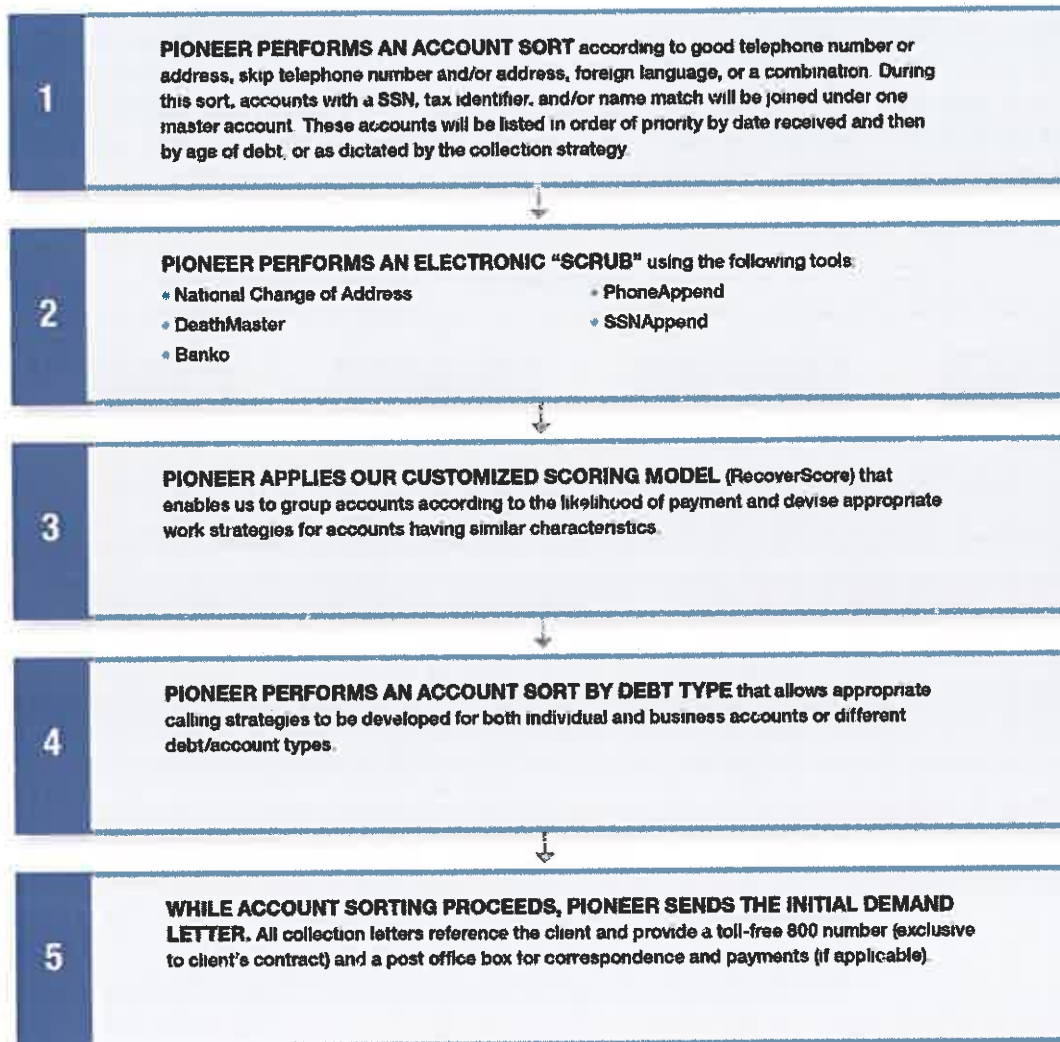 1
PIONEER PERFORMS AN ACCOUNT SORT according to good telephone number or
address, skip telephone number and/or address, foreign language, or a combination. During
this sort, accounts with a SSN, tax identifier, and/or name match will be joined under one
master account. These accounts will be listed in order of priority by date received and then
by age of debt, or as dictated by the collection strategy.
2
PIONEER PERFORMS AN ELECTRONIC “SCRUB” using the following tools:
• National Change of Address
• DeathMaster
• Banko
• PhoneAppend
• SSNAppend
3
PIONEER APPLIES OUR CUSTOMIZED SCORING MODEL (RecoverScore) that
enables us to group accounts according to the likelihood of payment and devise appropriate
work strategies for accounts having similar characteristics.
4
PIONEER PERFORMS AN ACCOUNT SORT BY DEBT TYPE that allows appropriate
calling strategies to be developed for both individual and business accounts or different
debt/account types.
5
WHILE ACCOUNT SORTING PROCEEDS, PIONEER SENDS THE INITIAL DEMAND
LETTER. All collection letters reference the client and provide a toll-free 800 number (exclusive
to client’s contract) and a post office box for correspondence and payments (if applicable).